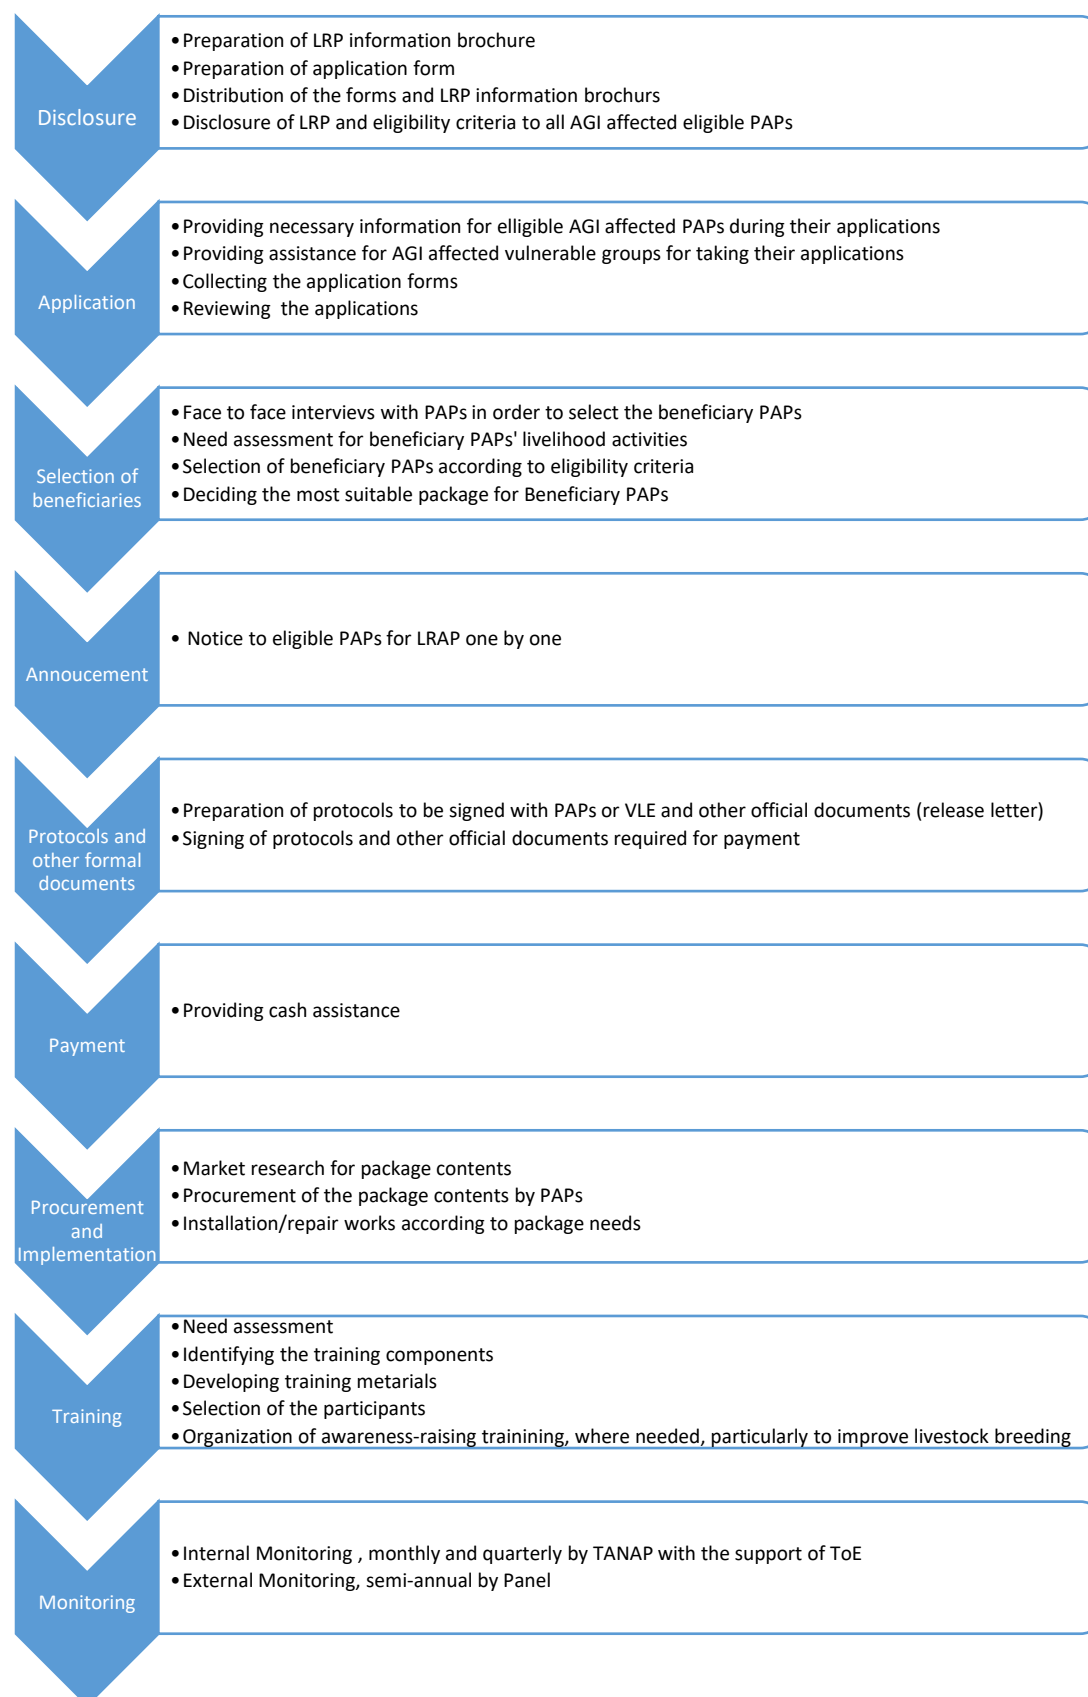 Disclosure
•Preparation of LRP information brochure
•Preparation of application form
•Distribution of the forms and LRP information brochurs
•Disclosure of LRP and eligibility criteria to all AGI affected eligible PAPs
Application
•Providing necessary information for elligible AGI affected PAPs during their applications
•Providing assistance for AGI affected vulnerable groups for taking their applications
•Collecting the application forms
•Reviewing  the applications
Selection of
beneficiaries
•Face to face intervievs with PAPs in order to select the beneficiary PAPs
•Need assessment for beneficiary PAPs' livelihood activities
•Selection of beneficiary PAPs according to eligibility criteria
•Deciding the most suitable package for Beneficiary PAPs
Annoucement
• Notice to eligible PAPs for LRAP one by one
Protocols and
other formal
documents
•Preparation of protocols to be signed with PAPs or VLE and other official documents (release letter)
•Signing of protocols and other official documents required for payment
Payment
•Providing cash assistance
Procurement
and
Implementation
•Market research for package contents
•Procurement of the package contents by PAPs
•Installation/repair works according to package needs
Training
•Need assessment
•Identifying the training components
•Developing training metarials
•Selection of the participants
•Organization of awareness-raising trainining, where needed, particularly to improve livestock breeding
Monitoring
•Internal Monitoring , monthly and quarterly by TANAP with the support of ToE
•External Monitoring, semi-annual by Panel